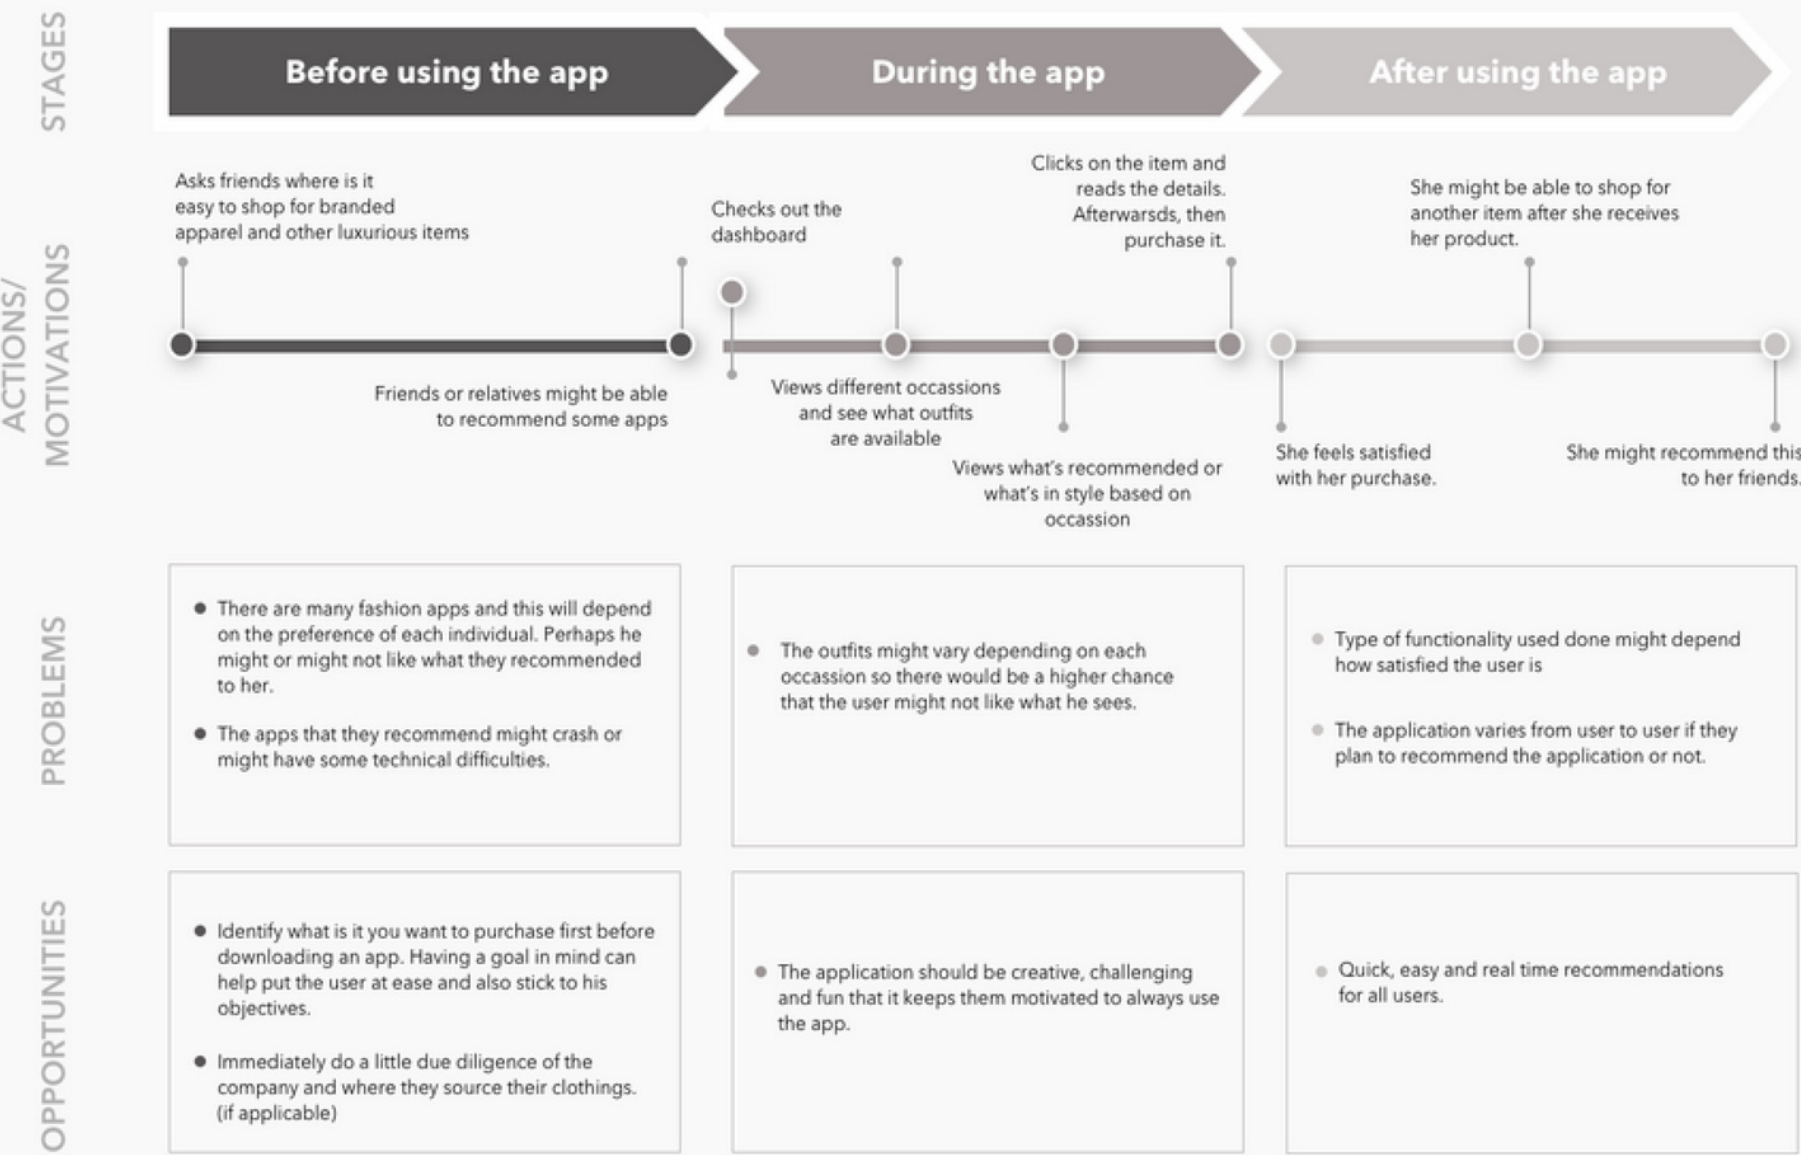 STAGES
Before using the app
During the app
After using the app
ACTIONS/
MOTIVATIONS
Asks friends where is it
easy to shop for branded
apparel and other luxurious items
Friends or relatives might be able
to recommend some apps
Checks out the
dashboard
Views different occassions
and see what outfits
are available
Views what's recommended or
what's in style based on
occassion
Clicks on the item and
reads the details.
Afterwarsds, then
purchase it.
She feels satisfied
with her purchase.
She might be able to shop for
another item after she receives
her product.
She might recommend this
to her friends.
PROBLEMS
There are many fashion apps and this will depend
on the preference of each individual. Perhaps he
might or might not like what they recommended
to her.
The apps that they recommend might crash or
might have some technical difficulties.
The outfits might vary depending on each
occassion so there would be a higher chance
that the user might not like what he sees.
Type of functionality used done might depend
how satisfied the user is
The application varies from user to user if they
plan to recommend the application or not.
OPPORTUNITIES
Identify what is it you want to purchase first before
downloading an app. Having a goal in mind can
help put the user at ease and also stick to his
objectives.
Immediately do a little due diligence of the
company and where they source their clothings.
(if applicable)
The application should be creative, challenging
and fun that it keeps them motivated to always use
the app.
Quick, easy and real time recommendations
for all users.